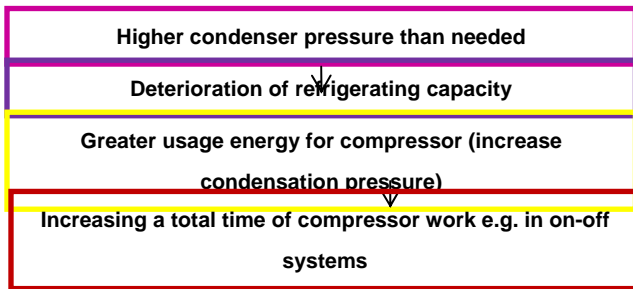 Higher condenser pressure than needed
Deterioration of refrigerating capacity
Greater usage energy for compressor (increase
condensation pressure)
Increasing a total time of compressor work e.g. in on-off
systems